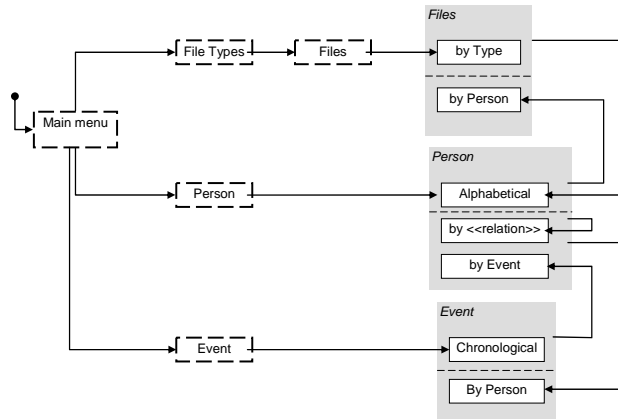 Files
File Types
Files
by Type
by Person
Main menu
Person
Person
Alphabetical
by <<relation>>
by Event
Event
Event
Chronological
By Person